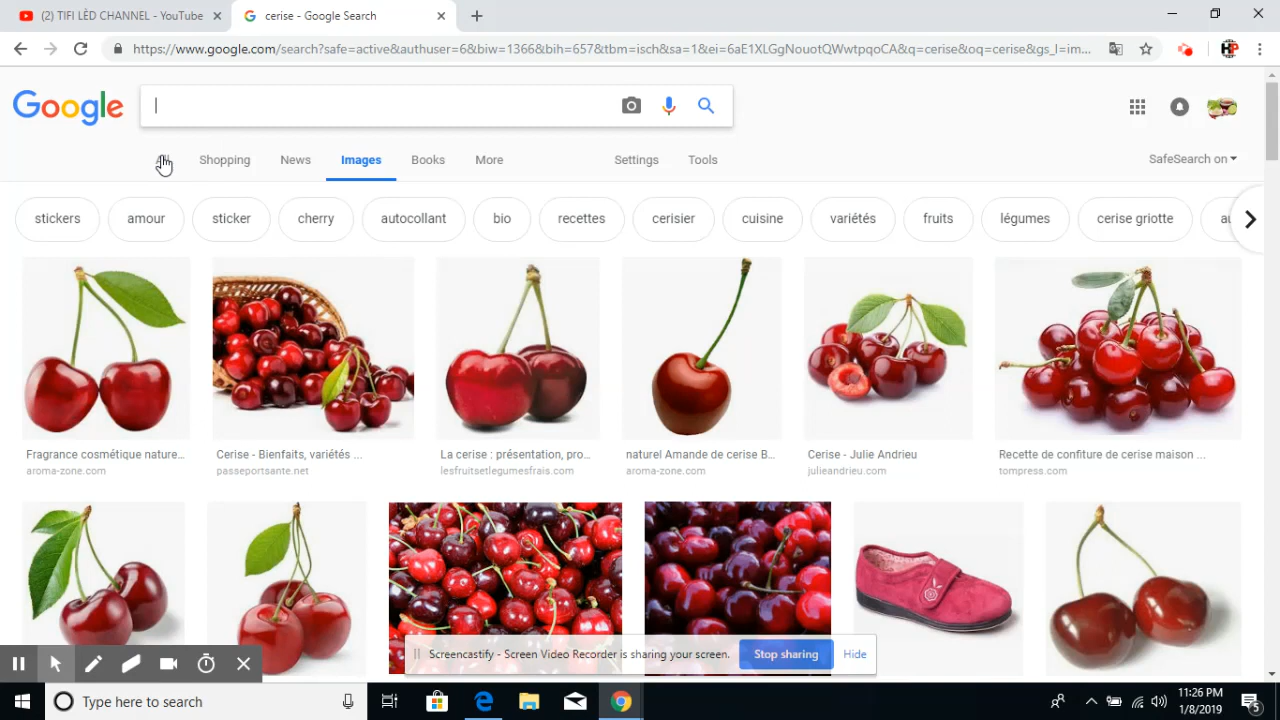 (2) TIFI LÈD CHANNEL - YouTube
cerise - Google Search
https://www.google.com/search?safe=active&authuser=6&biw=1366&bih=657&tbm=isch&sa=1&ei=6aE1XLGgNouotQWwtpqoCA&q=cerise&oq=cerise&gs_l=im...
Google
Shopping News Images Books More Settings Tools SafeSearch on
stickers amour sticker cherry autocollant bio recettes cerisier cuisine variétés fruits légumes cerise griotte
Fragrance cosmétique nature...
aroma-zone.com
Cerise - Bienfaits, variétés ...
passeportsante.net
La cerise : présentation, pro...
lesfruitsetlegumesfrais.com
naturel Amande de cerise B...
aroma-zone.com
Cerise - Julie Andrieu
julieandrieu.com
Recette de confiture de cerise maison ...
tompress.com
Screencastify - Screen Video Recorder is sharing your screen. Stop sharing Hide
Type here to search
11:26 PM
1/8/2019
5